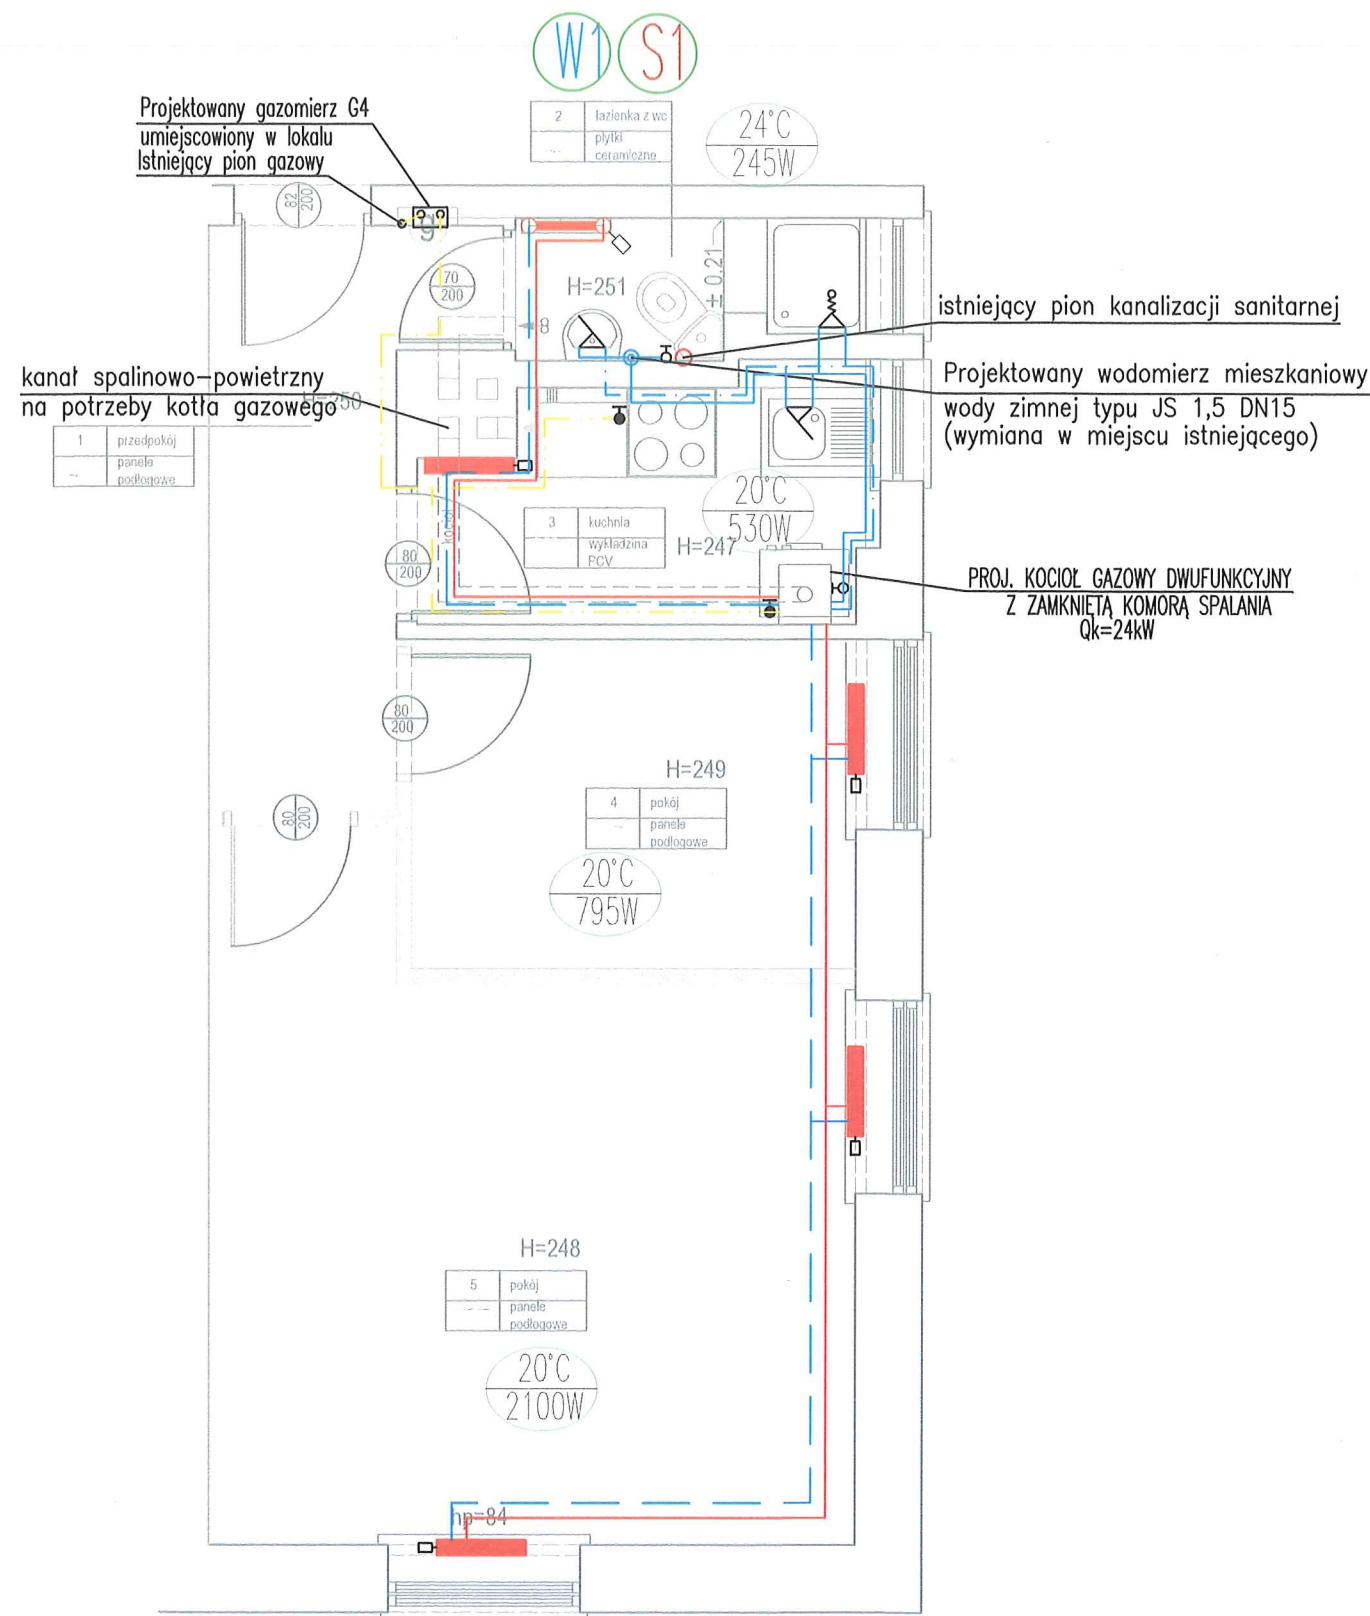 W1 S1
Projektowany gazomierz G4
umiejscowiony w lokalu
Istniejący pion gazowy
2 łazienka z wc
płytki
ceramiczne
24°C
245W
82
200
g
70
200
H=251
± 0,21
8
istniejący pion kanalizacji sanitarnej
kanał spalinowo-powietrzny
na potrzeby kotła gazowego
H=250
Projektowany wodomierz mieszkaniowy
wody zimnej typu JS 1,5 DN15
(wymiana w miejscu istniejącego)
1 przedpokój
panele
podłogowe
20°C
530W
3 kuchnia
wykładzina
PCV
H=247
kocioł
80
200
PROJ. KOCIOŁ GAZOWY DWUFUNKCYJNY
Z ZAMKNIĘTĄ KOMORĄ SPALANIA
Qk=24kW
80
200
H=249
4 pokój
panele
podłogowe
80
200
20°C
795W
H=248
5 pokój
panele
podłogowe
20°C
2100W
hp=84